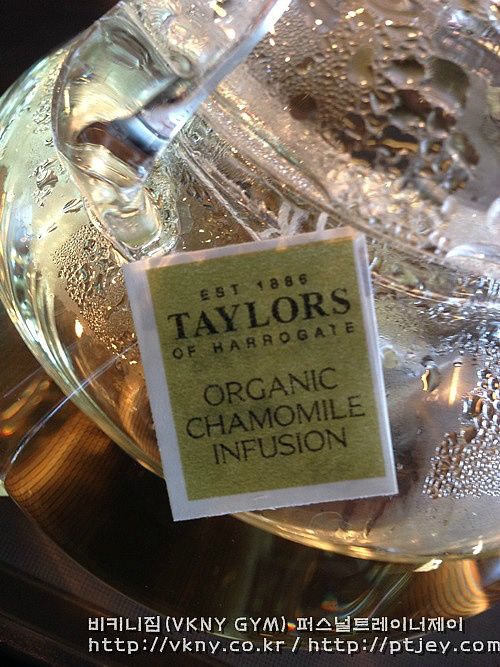 EST 1886
TAYLORS
OF HARROGATE
ORGANIC
CHAMOMILE
INFUSION
비키니짐(VKNY GYM) 퍼스널트레이너제이
http://vkny.co.kr / http://ptjey.com